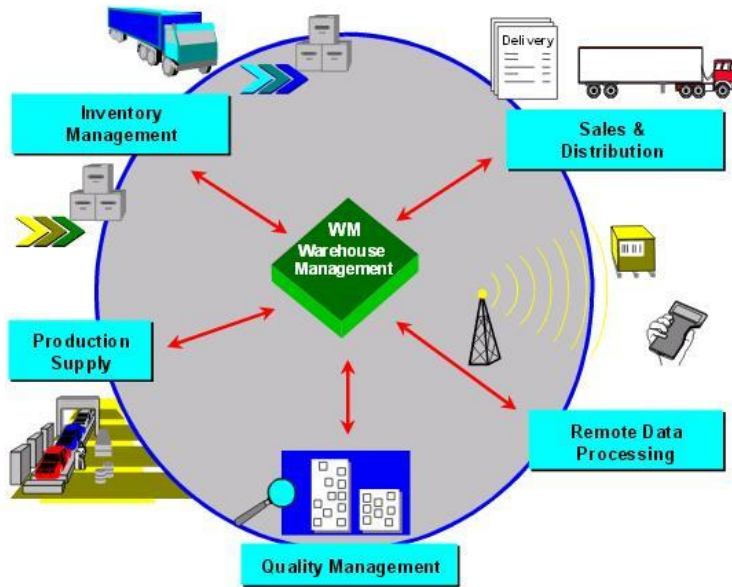 Delivery
Inventory
Management
Sales &
Distribution
WM
Warehouse
Management
Production
Supply
Remote Data
Processing
Quality Management